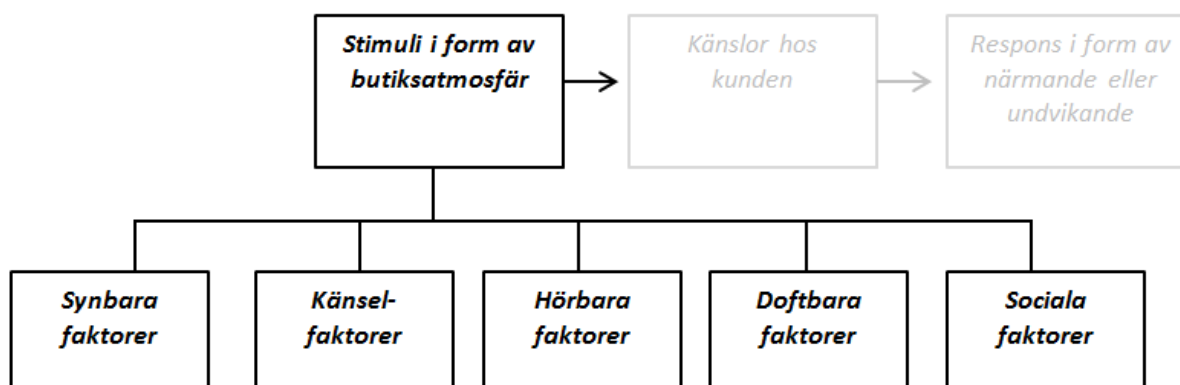 Stimuli i form av
butiksatmosfär
Känslor hos
kunden
Respons i form av
närmande eller
undvikande
Synbara
faktorer
Känsel-
faktorer
Hörbara
faktorer
Doftbara
faktorer
Sociala
faktorer